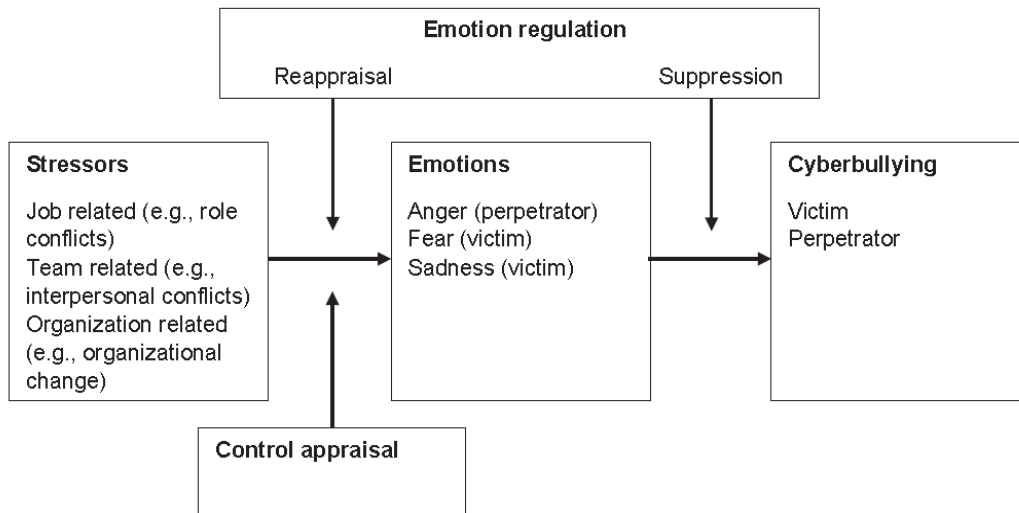 Emotion regulation
Reappraisal
Suppression
Stressors
Job related (e.g., role
conflicts)
Team related (e.g.,
interpersonal conflicts)
Organization related
(e.g., organizational
change)
Emotions
Anger (perpetrator)
Fear (victim)
Sadness (victim)
Cyberbullying
Victim
Perpetrator
Control appraisal